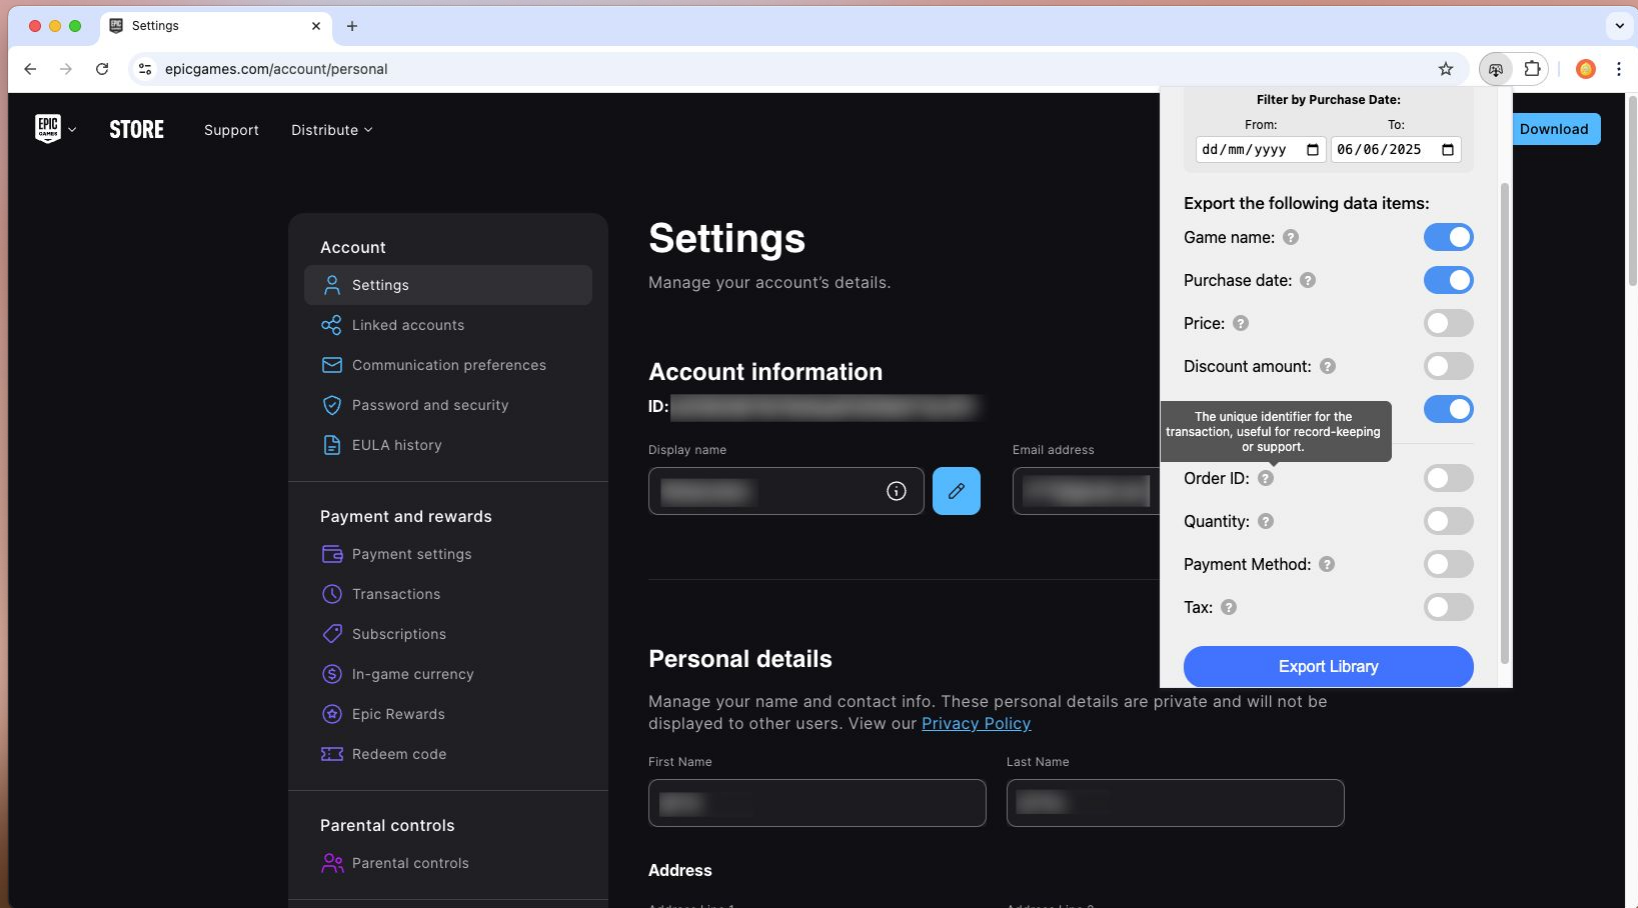 Settings
epicgames.com/account/personal
EPIC GAMES
STORE
Support
Distribute
Download
Account
Settings
Linked accounts
Communication preferences
Password and security
EULA history
Payment and rewards
Payment settings
Transactions
Subscriptions
In-game currency
Epic Rewards
Redeem code
Parental controls
Parental controls
Settings
Manage your account's details.
Account information
ID:
Display name
Email address
Personal details
Manage your name and contact info. These personal details are private and will not be
displayed to other users. View our Privacy Policy
First Name
Last Name
Address
Filter by Purchase Date:
From:
To:
dd/mm/yyyy
06/06/2025
Export the following data items:
Game name: ?
Purchase date: ?
Price: ?
Discount amount: ?
The unique identifier for the
transaction, useful for record-keeping
or support.
Order ID: ?
Quantity: ?
Payment Method: ?
Tax: ?
Export Library